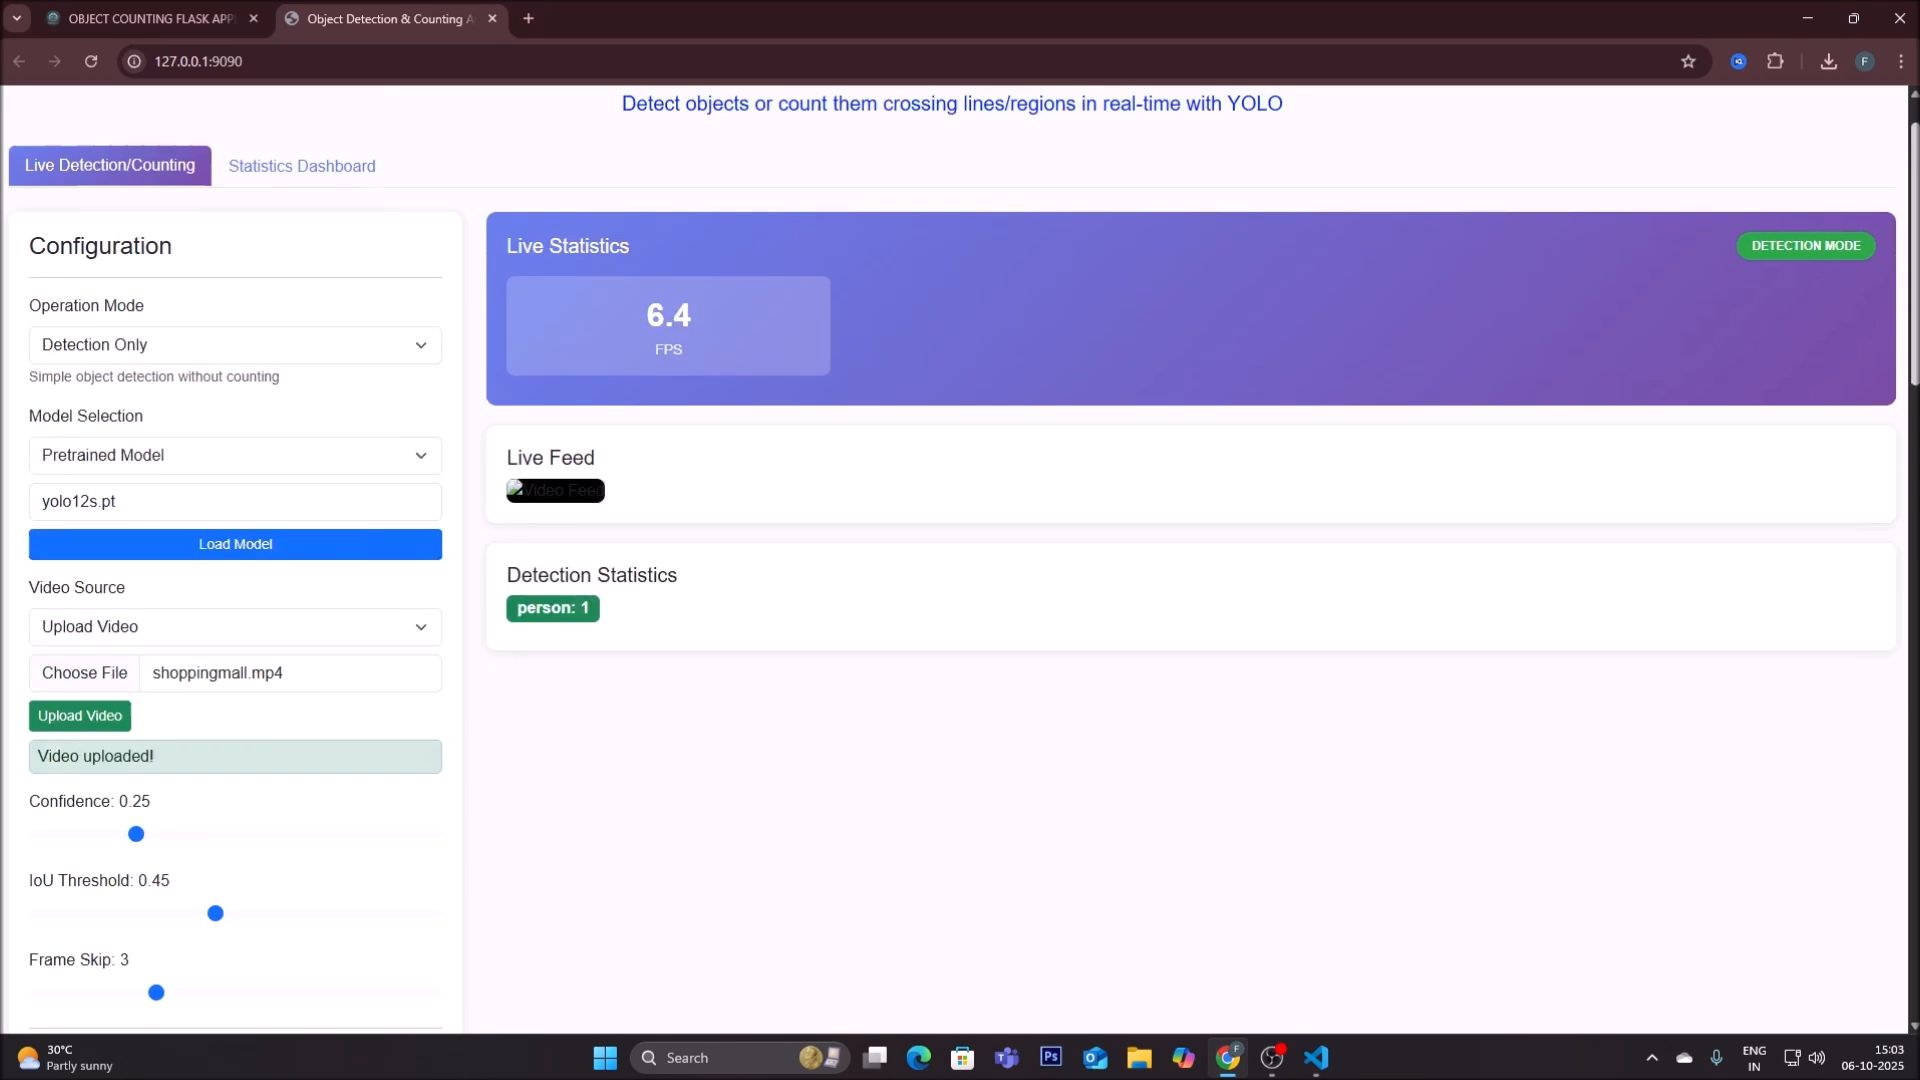 OBJECT COUNTING FLASK APP
Object Detection & Counting A
127.0.0.1:9090
F
Detect objects or count them crossing lines/regions in real-time with YOLO
Live Detection/Counting
Statistics Dashboard
Configuration
Operation Mode
Detection Only
Simple object detection without counting
Model Selection
Pretrained Model
yolo12s.pt
Load Model
Video Source
Upload Video
Choose File
shoppingmall.mp4
Upload Video
Video uploaded!
Confidence: 0.25
IoU Threshold: 0.45
Frame Skip: 3
Live Statistics
DETECTION MODE
6.4
FPS
Live Feed
Video Feed
Detection Statistics
person: 1
30°C
Partly sunny
Search
Ps
F
ENG
IN
15:03
06-10-2025